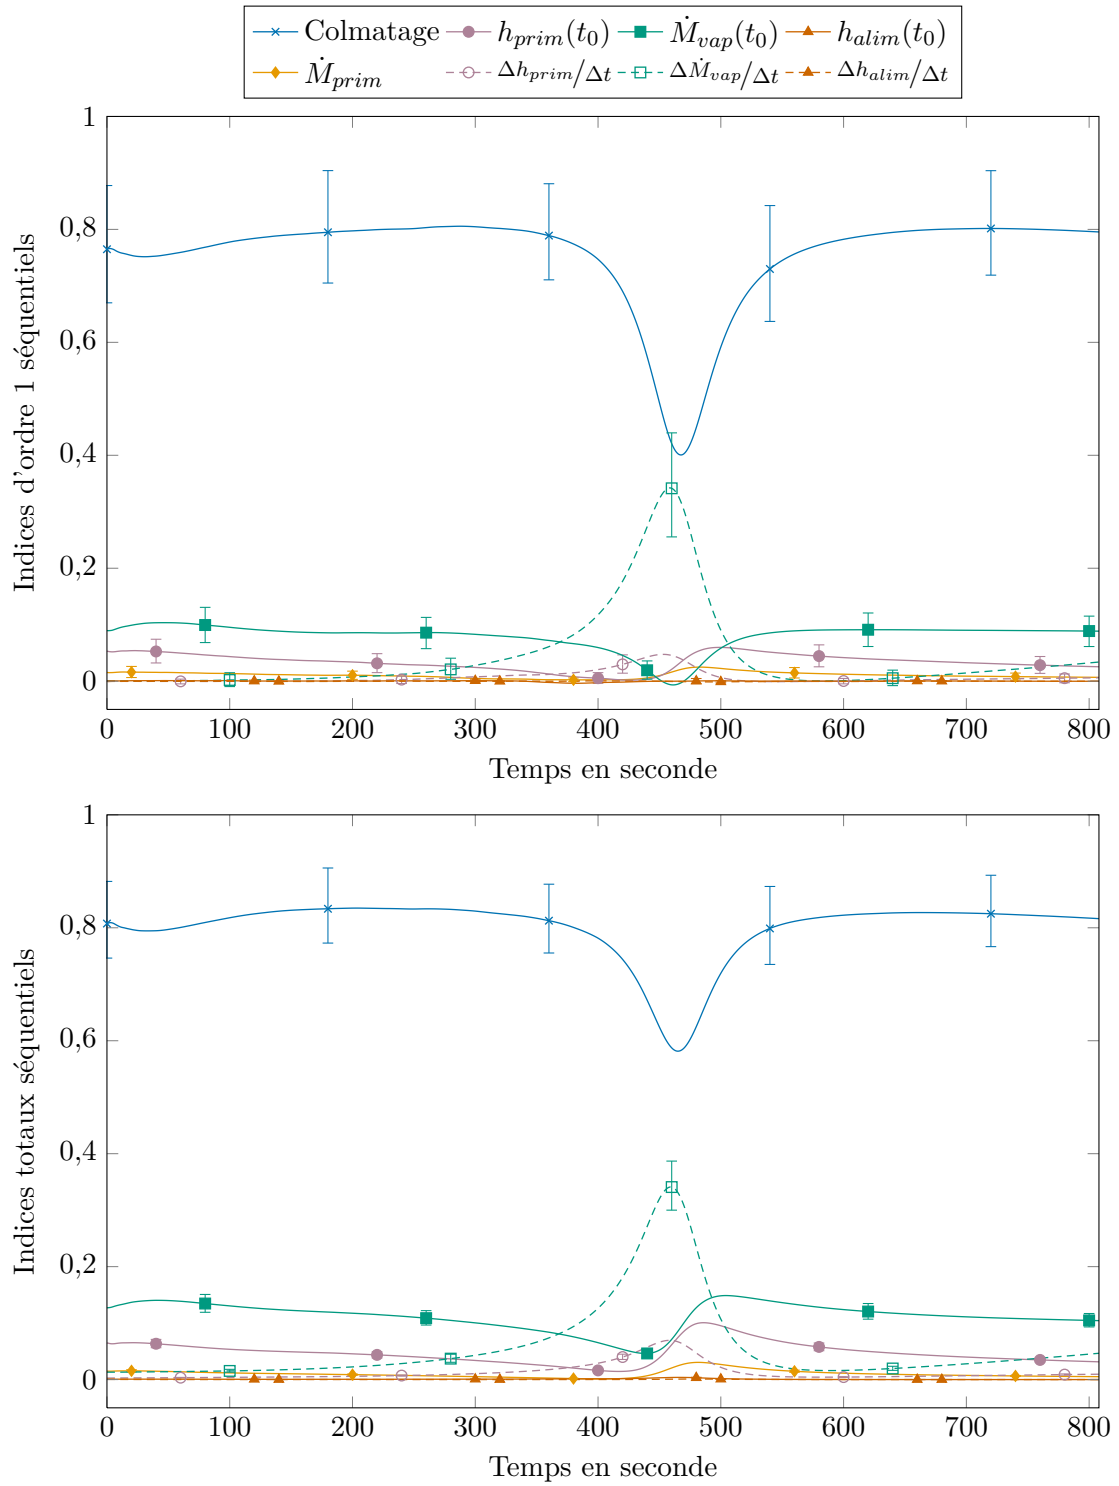 Colmatage h_prim(t_0) Ṁ_vap(t_0) h_alim(t_0)
Ṁ_prim Δh_prim/Δt ΔṀ_vap/Δt Δh_alim/Δt
Indices d'ordre 1 séquentiels
1
0,8
0,6
0,4
0,2
0
0 100 200 300 400 500 600 700 800
Temps en seconde
Indices totaux séquentiels
1
0,8
0,6
0,4
0,2
0
0 100 200 300 400 500 600 700 800
Temps en seconde